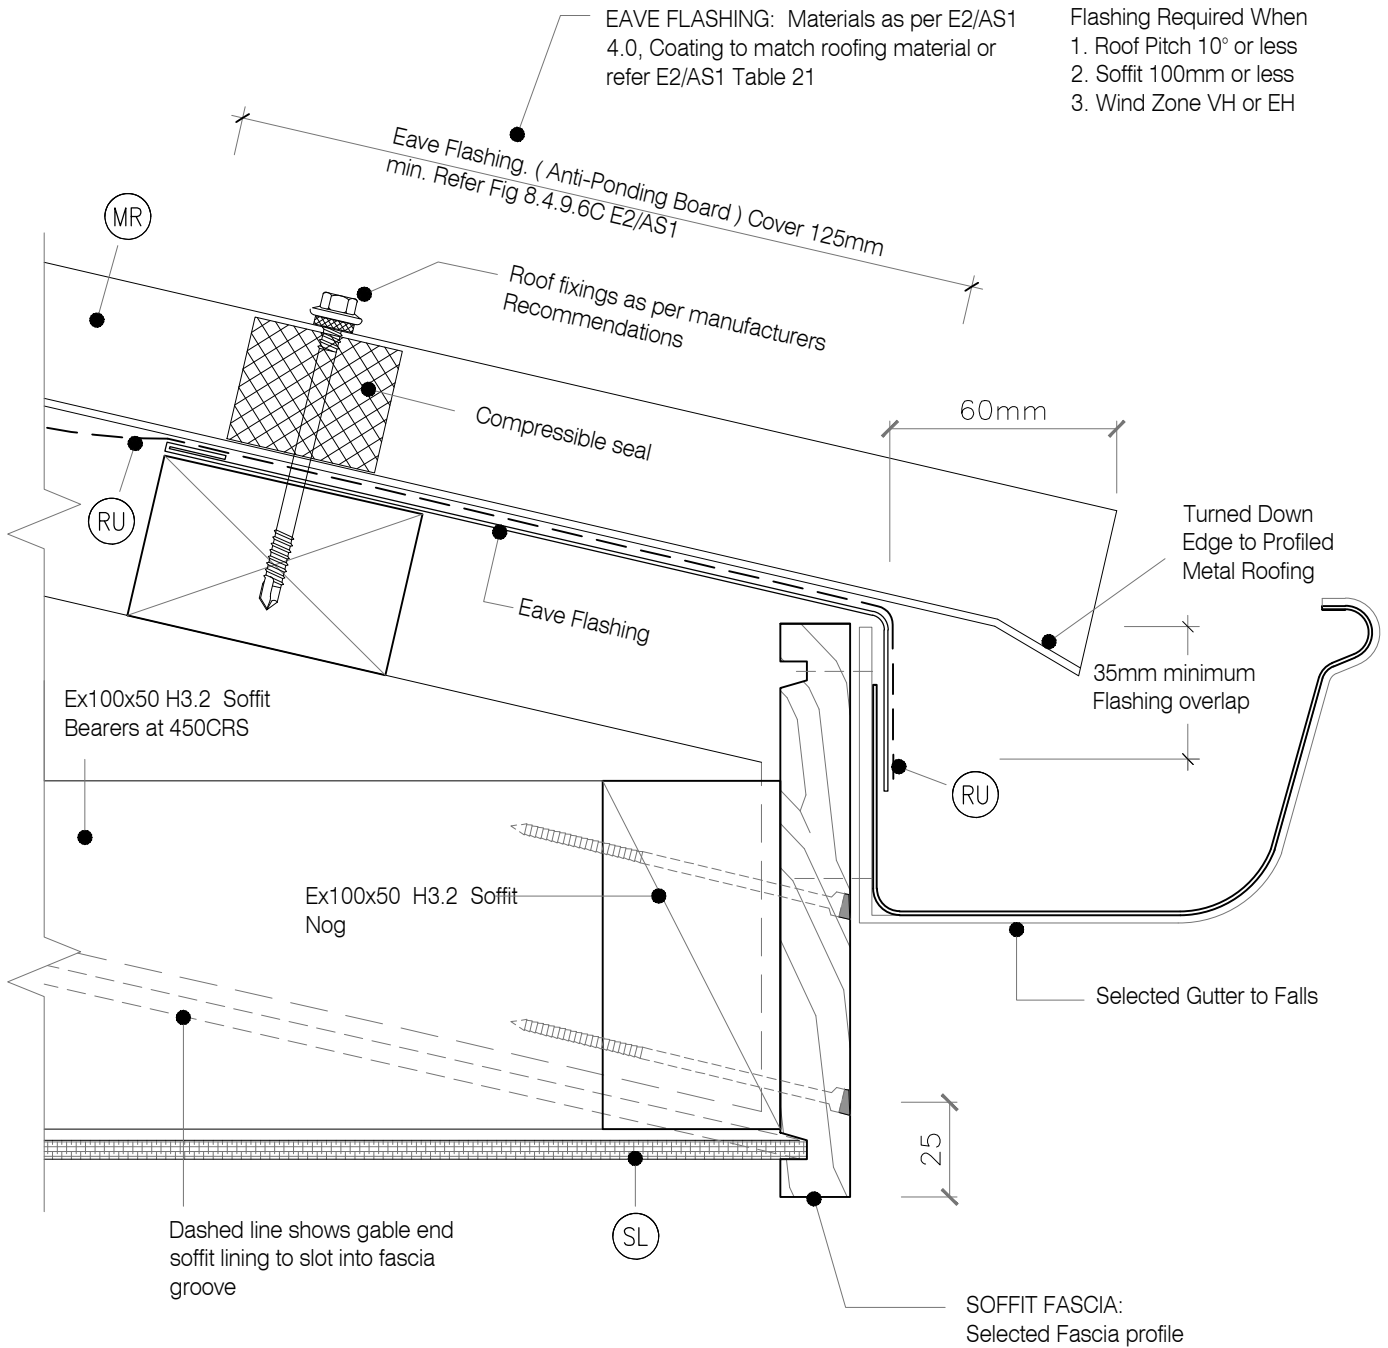 EAVE FLASHING: Materials as per E2/AS1
4.0, Coating to match roofing material or
refer E2/AS1 Table 21
Flashing Required When
1. Roof Pitch 10° or less
2. Soffit 100mm or less
3. Wind Zone VH or EH
Eave Flashing. ( Anti-Ponding Board ) Cover 125mm
min. Refer Fig 8.4.9.6C E2/AS1
MR
Roof fixings as per manufacturers
Recommendations
Compressible seal
60mm
RU
Turned Down
Edge to Profiled
Metal Roofing
Eave Flashing
35mm minimum
Flashing overlap
Ex100x50 H3.2 Soffit
Bearers at 450CRS
RU
Ex100x50 H3.2 Soffit
Nog
Selected Gutter to Falls
25
Dashed line shows gable end
soffit lining to slot into fascia
groove
SL
SOFFIT FASCIA:
Selected Fascia profile